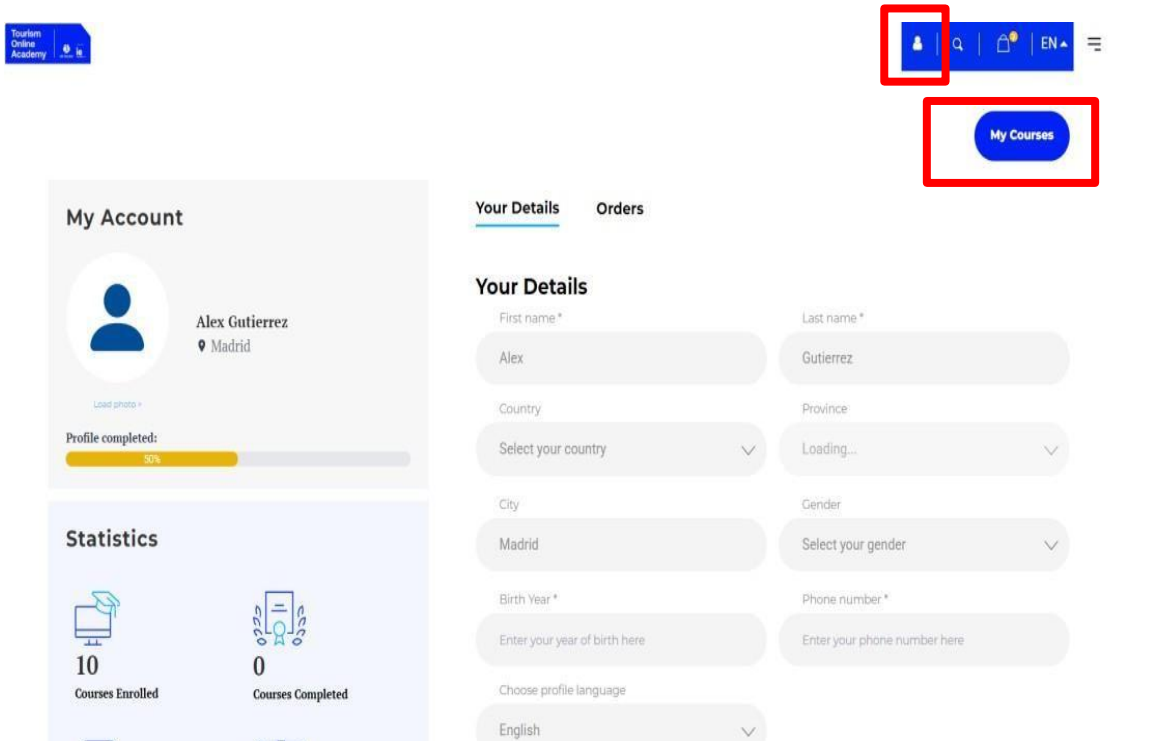 Tourism
Online
Academy
EN
My Courses
My Account
Alex Gutierrez
Madrid
Load photo >
Profile completed:
50%
Statistics
10
Courses Enrolled
0
Courses Completed
Your Details
Orders
Your Details
First name *
Last name *
Alex
Gutierrez
Country
Province
Select your country
Loading...
City
Gender
Madrid
Select your gender
Birth Year *
Phone number *
Enter your year of birth here
Enter your phone number here
Choose profile language
English